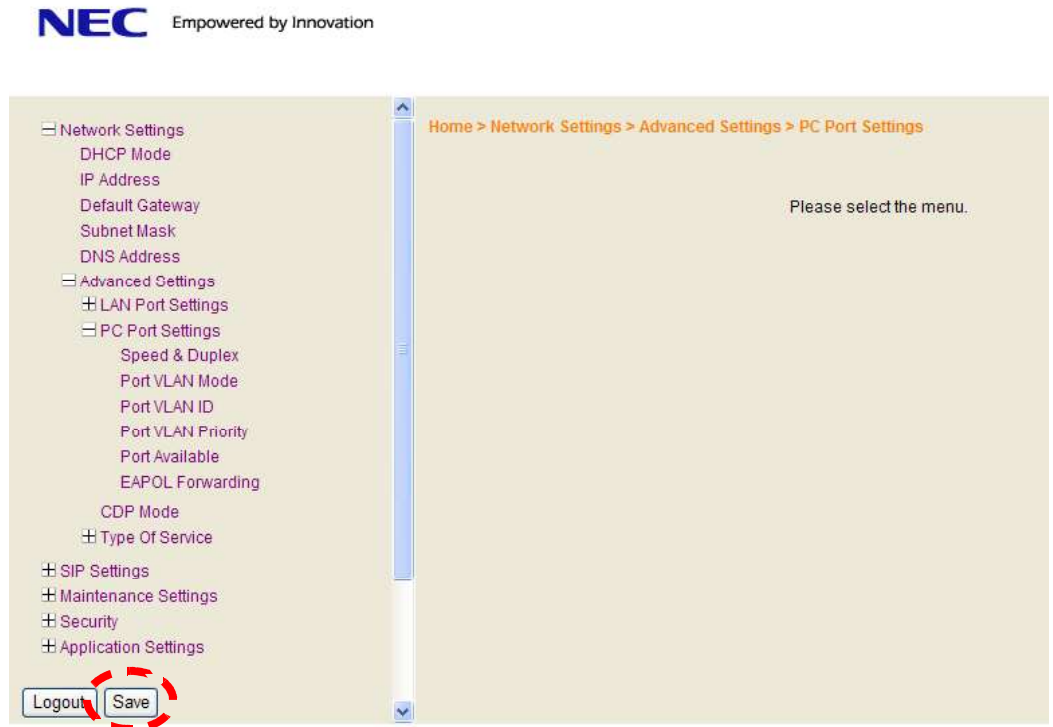 NEC Empowered by Innovation
Network Settings
DHCP Mode
IP Address
Default Gateway
Subnet Mask
DNS Address
Advanced Settings
LAN Port Settings
PC Port Settings
Speed & Duplex
Port VLAN Mode
Port VLAN ID
Port VLAN Priority
Port Available
EAPOL Forwarding
CDP Mode
Type Of Service
SIP Settings
Maintenance Settings
Security
Application Settings
Logout Save
Home > Network Settings > Advanced Settings > PC Port Settings
Please select the menu.